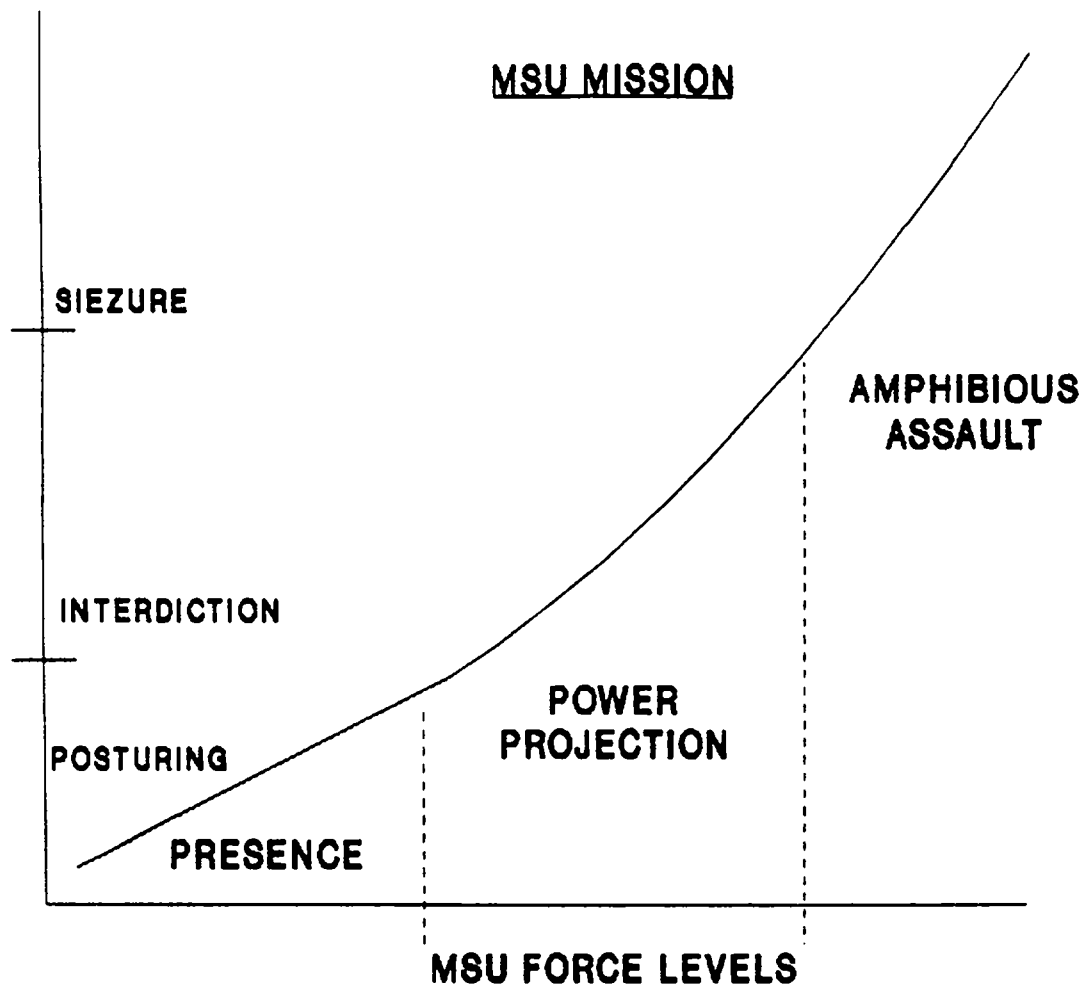 MSU MISSION
SIEZURE
AMPHIBIOUS
ASSAULT
INTERDICTION
POWER
PROJECTION
POSTURING
PRESENCE
MSU FORCE LEVELS